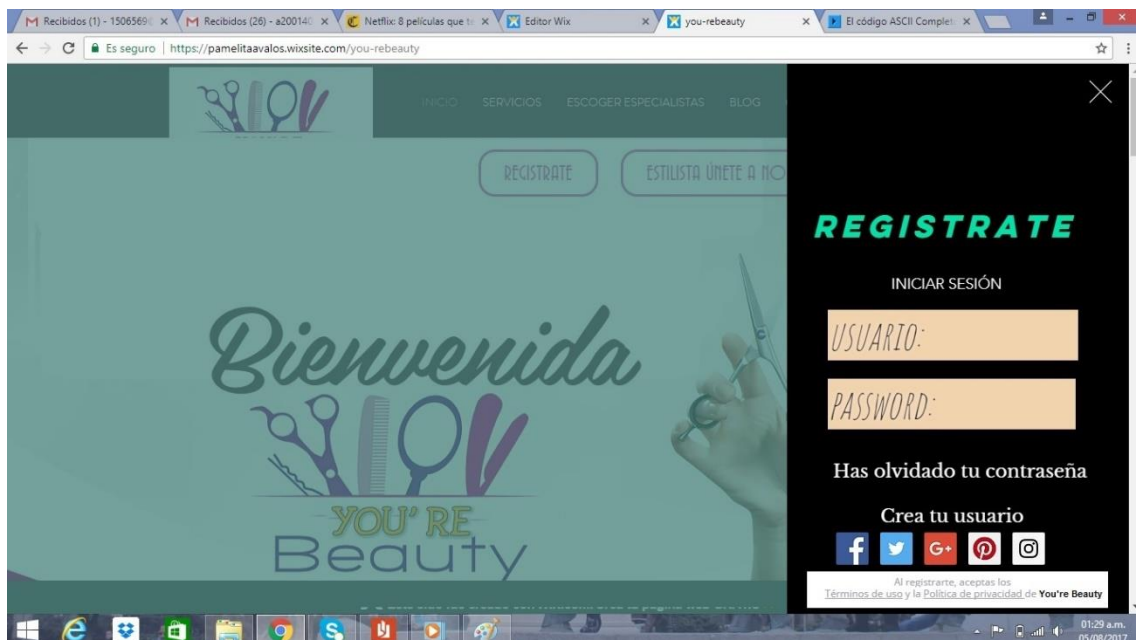 Recibidos (1) - 1506569
Recibidos (26) - a200140
Netflix: 8 películas que te
Editor Wix
you-rebeauty
El código ASCII Complet
Es seguro
https://pamelitaavalos.wixsite.com/you-rebeauty
INICIO
SERVICIOS
ESCOGER ESPECIALISTAS
BLOG
REGISTRATE
ESTILISTA ÚNETE A NO
Bienvenida
YOU' RE
Beauty
REGISTRATE
INICIAR SESIÓN
USUARIO:
PASSWORD:
Has olvidado tu contraseña
Crea tu usuario
Al registrarte, aceptas los
Términos de uso y la Política de privacidad de You're Beauty
01:29 a.m.
05/08/2017